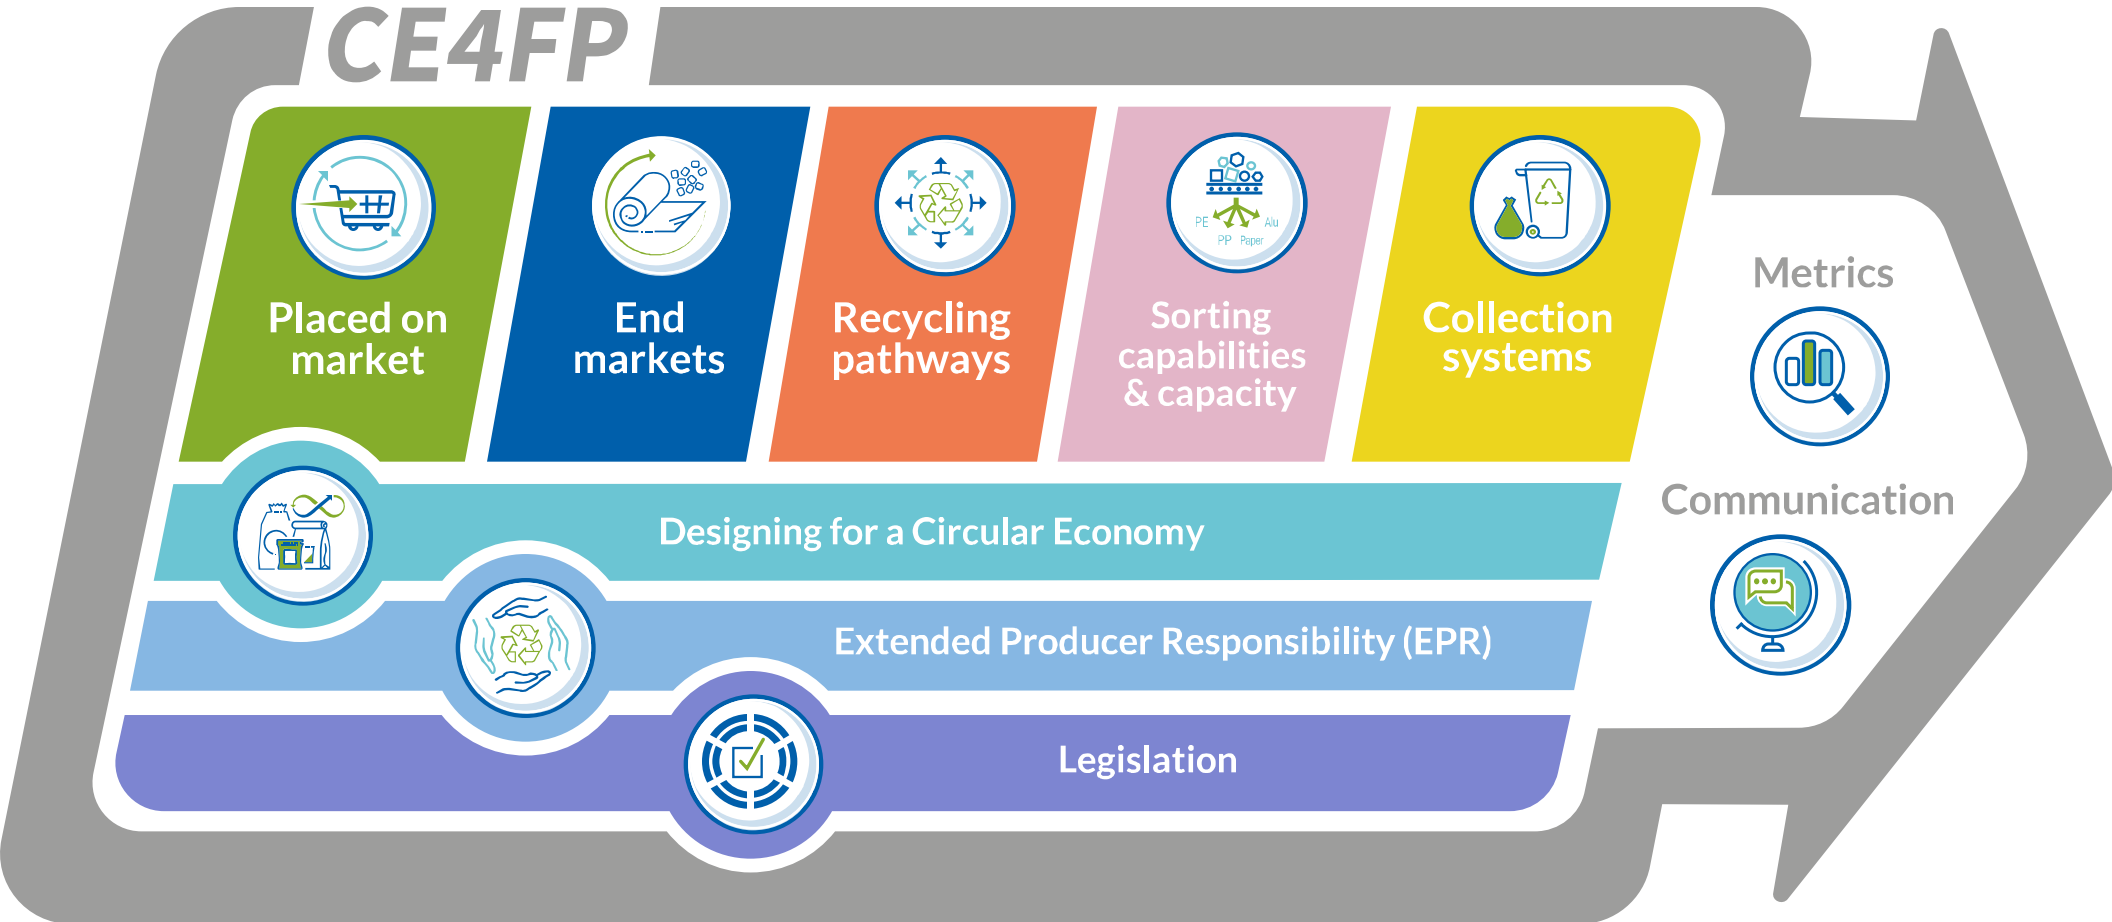 CE4FP
Placed on
market
End
markets
Recycling
pathways
Sorting
capabilities
& capacity
Collection
systems
PE
Alu
PP
Paper
Metrics
Communication
Designing for a Circular Economy
Extended Producer Responsibility (EPR)
Legislation